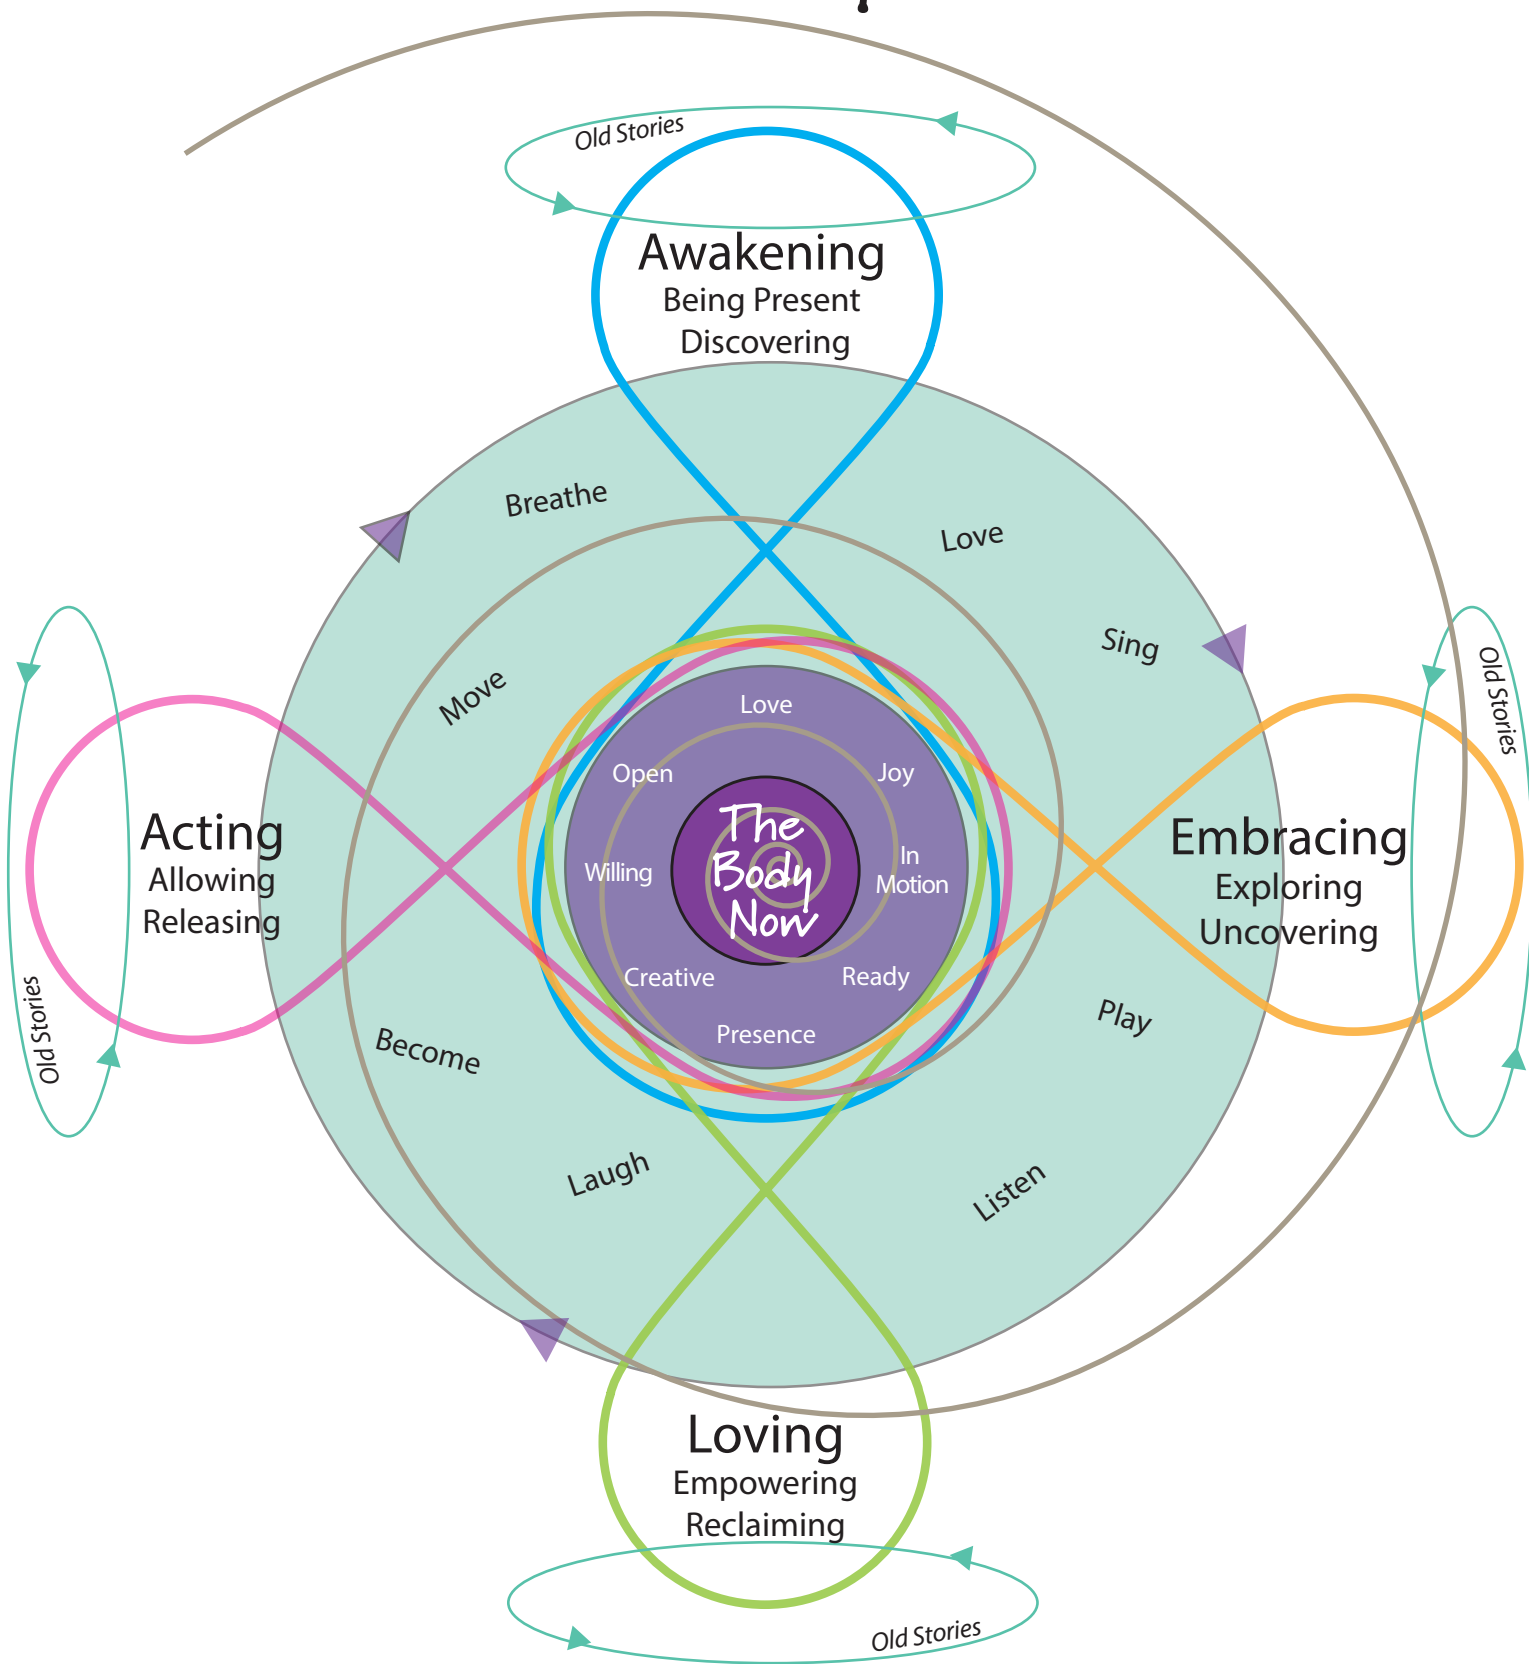 Old Stories
Awakening
Being Present
Discovering
Breathe
Love
Sing
Move
Old Stories
Love
Open
Joy
The
Body
Now
Willing
In
Motion
Creative
Ready
Presence
Acting
Allowing
Releasing
Embracing
Exploring
Uncovering
Old Stories
Become
Play
Laugh
Listen
Loving
Empowering
Reclaiming
Old Stories